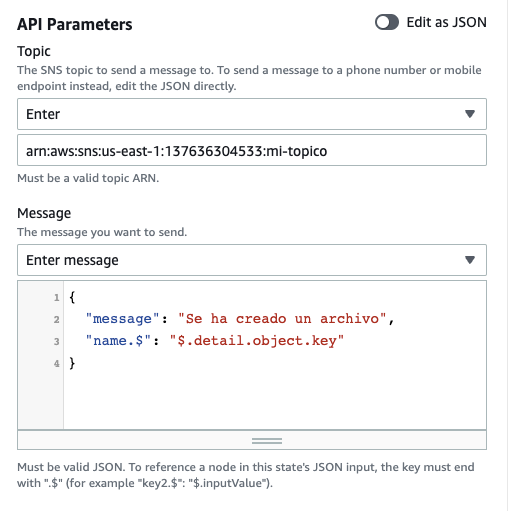 API Parameters
Edit as JSON
Topic
The SNS topic to send a message to. To send a message to a phone number or mobile
endpoint instead, edit the JSON directly.
Enter
arn:aws:sns:us-east-1:137636304533:mi-topico
Must be a valid topic ARN.
Message
The message you want to send.
Enter message
1 {
2 "message": "Se ha creado un archivo",
3 "name.$": "$.detail.object.key"
4 }
Must be valid JSON. To reference a node in this state's JSON input, the key must end
with ".$" (for example "key2.$": "$.inputValue").